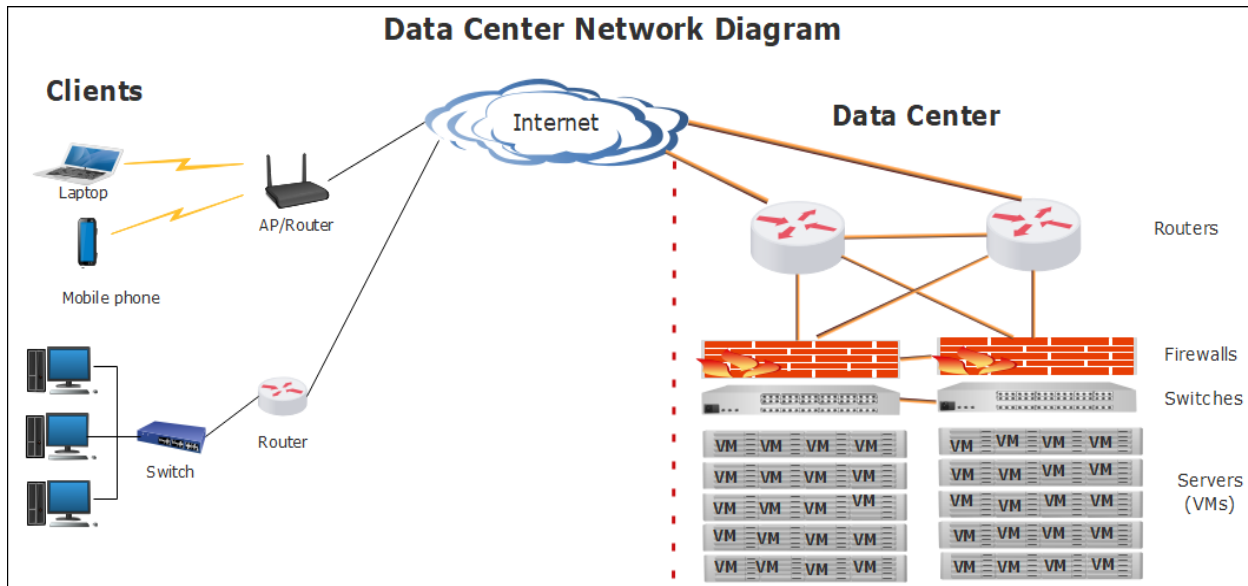 Data Center Network Diagram
Clients
Internet
Data Center
Laptop
AP/Router
Routers
Mobile phone
Firewalls
Switches
Router
Switch
Servers
(VMs)
VM VM VM VM
VM VM VM VM
VM VM VM VM
VM VM VM VM
VM VM VM VM
VM VM VM VM
VM VM VM VM
VM VM VM VM
VM VM VM VM
VM VM VM VM